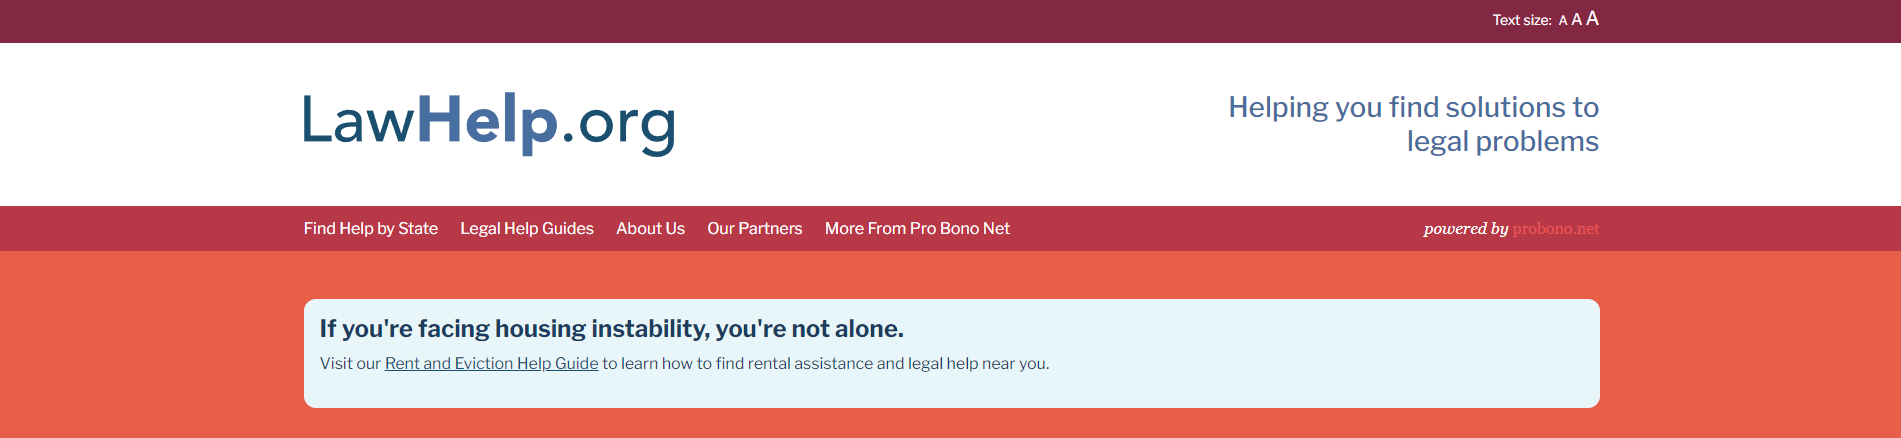 Text size: A A A
LawHelp.org
Helping you find solutions to
legal problems
Find Help by State Legal Help Guides About Us Our Partners More From Pro Bono Net powered by probono.net
If you're facing housing instability, you're not alone.
Visit our Rent and Eviction Help Guide to learn how to find rental assistance and legal help near you.